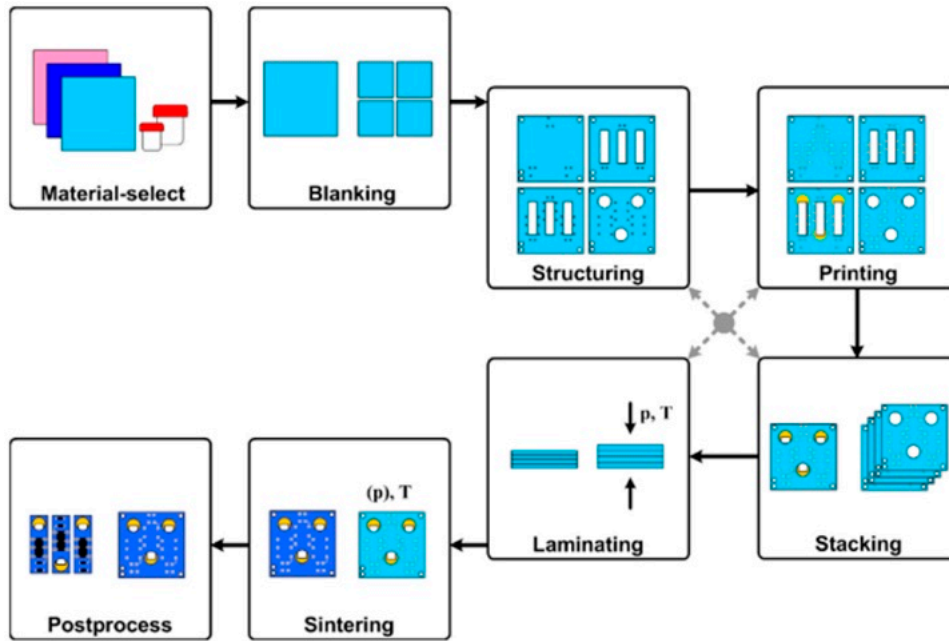 Material-select
Blanking
Structuring
Printing
p, T
(p), T
Laminating
Stacking
Postprocess
Sintering